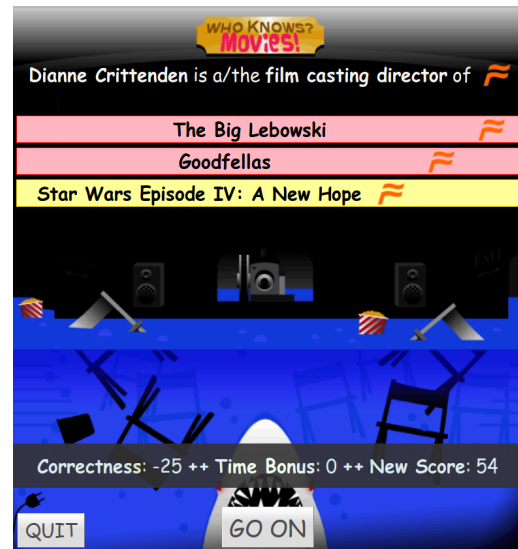 WHO KNOWS?
Movies!
Dianne Crittenden is a/the film casting director of
The Big Lebowski
Goodfellas
Star Wars Episode IV: A New Hope
EXIT
Correctness: -25 ++ Time Bonus: 0 ++ New Score: 54
QUIT
GO ON